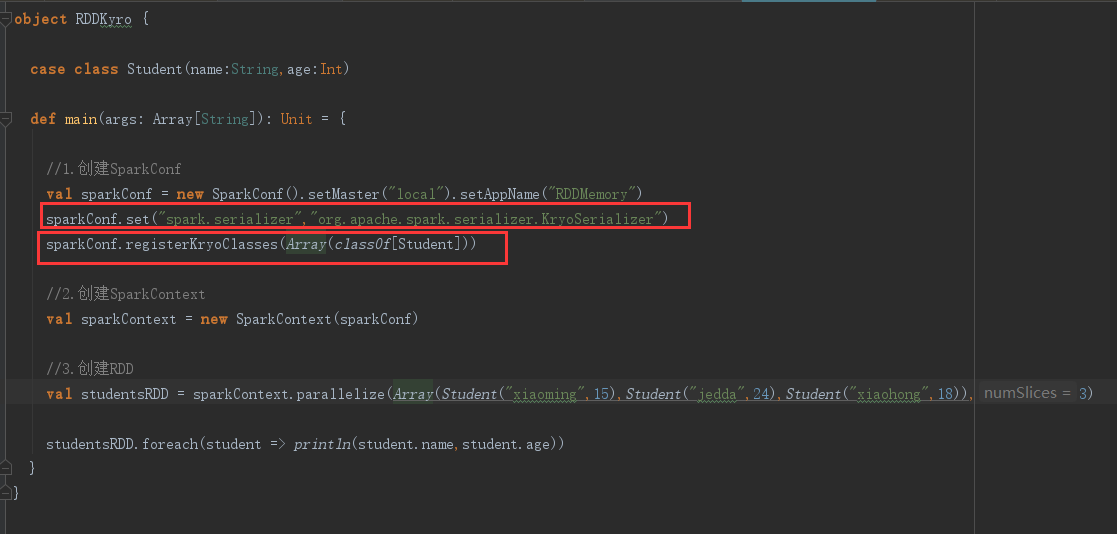 object RDDKyro {
case class Student(name:String,age:Int)
def main(args: Array[String]): Unit = {
//1.创建SparkConf
val sparkConf = new SparkConf().setMaster("local").setAppName("RDDMemory")
sparkConf.set("spark.serializer","org.apache.spark.serializer.KryoSerializer")
sparkConf.registerKryoClasses(Array(classOf[Student]))
//2.创建SparkContext
val sparkContext = new SparkContext(sparkConf)
//3.创建RDD
val studentsRDD = sparkContext.parallelize(Array(Student("xiaoming",15),Student("jedda",24),Student("xiaohong",18)), numSlices = 3)
studentsRDD.foreach(student => println(student.name,student.age))
}
}